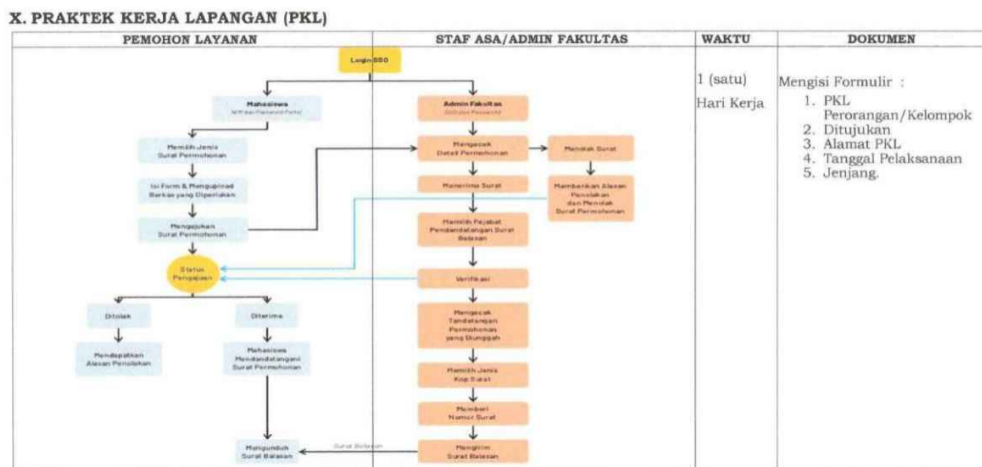 X. PRAKTEK KERJA LAPANGAN (PKL)
PEMOHON LAYANAN
STAF ASA/ADMIN FAKULTAS
WAKTU
DOKUMEN
Login SSO
Mahasiswa
Memilih Jenis
Surat Permohonan
Isi Form & Mengupload
Berkas yang Diperlukan
Mengajukan
Surat Permohonan
Status
Pengajuan
Ditolak
Diterima
Mendapatkan
Alasan Penolakan
Mahasiswa
Mendandatangani
Surat Permohonan
Mengunduh
Surat Balasan
Surat Balasan
Admin Fakultas
Mengecek
Detail Permohonan
Menolak Surat
Menerima Surat
Memberikan Alasan
Penolakan
dan Menolak
Surat Permohonan
Memilih Pejabat
Pendandatangan Surat
Balasan
Verifikasi
Mengecek
Tandatangan
Permohonan
yang Diunggah
Memilih Jenis
Kop Surat
Memberi
Nomor Surat
Mengirim
Surat Balasan
1 (satu)
Hari Kerja
Mengisi Formulir :
1. PKL
Perorangan/Kelompok
2. Ditujukan
3. Alamat PKL
4. Tanggal Pelaksanaan
5. Jenjang.